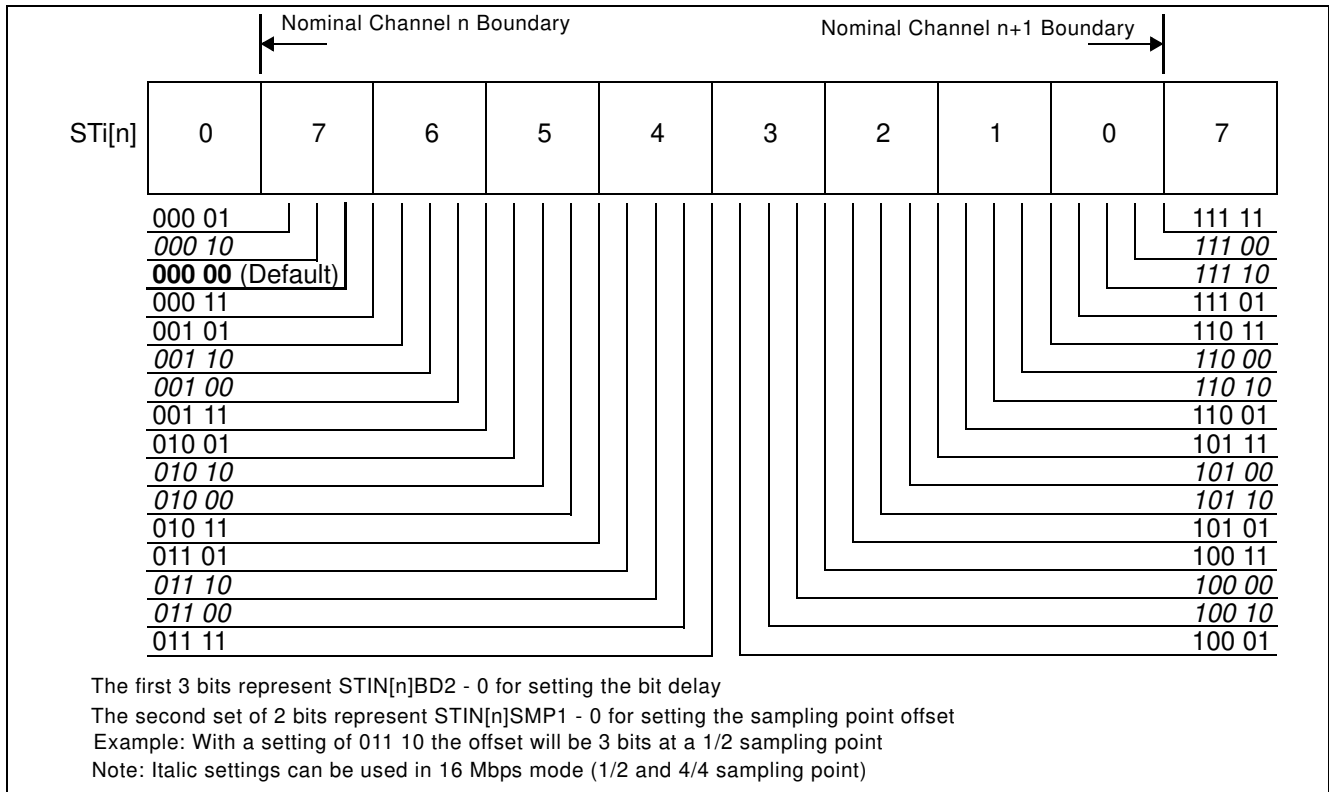 Nominal Channel n Boundary
Nominal Channel n+1 Boundary
STi[n] 0 7 6 5 4 3 2 1 0 7
000 01 111 11
000 10 111 00
000 00 (Default) 111 10
000 11 111 01
001 01 110 11
001 10 110 00
001 00 110 10
001 11 110 01
010 01 101 11
010 10 101 00
010 00 101 10
010 11 101 01
011 01 100 11
011 10 100 00
011 00 100 10
011 11 100 01
The first 3 bits represent STIN[n]BD2 - 0 for setting the bit delay
The second set of 2 bits represent STIN[n]SMP1 - 0 for setting the sampling point offset
Example: With a setting of 011 10 the offset will be 3 bits at a 1/2 sampling point
Note: Italic settings can be used in 16 Mbps mode (1/2 and 4/4 sampling point)